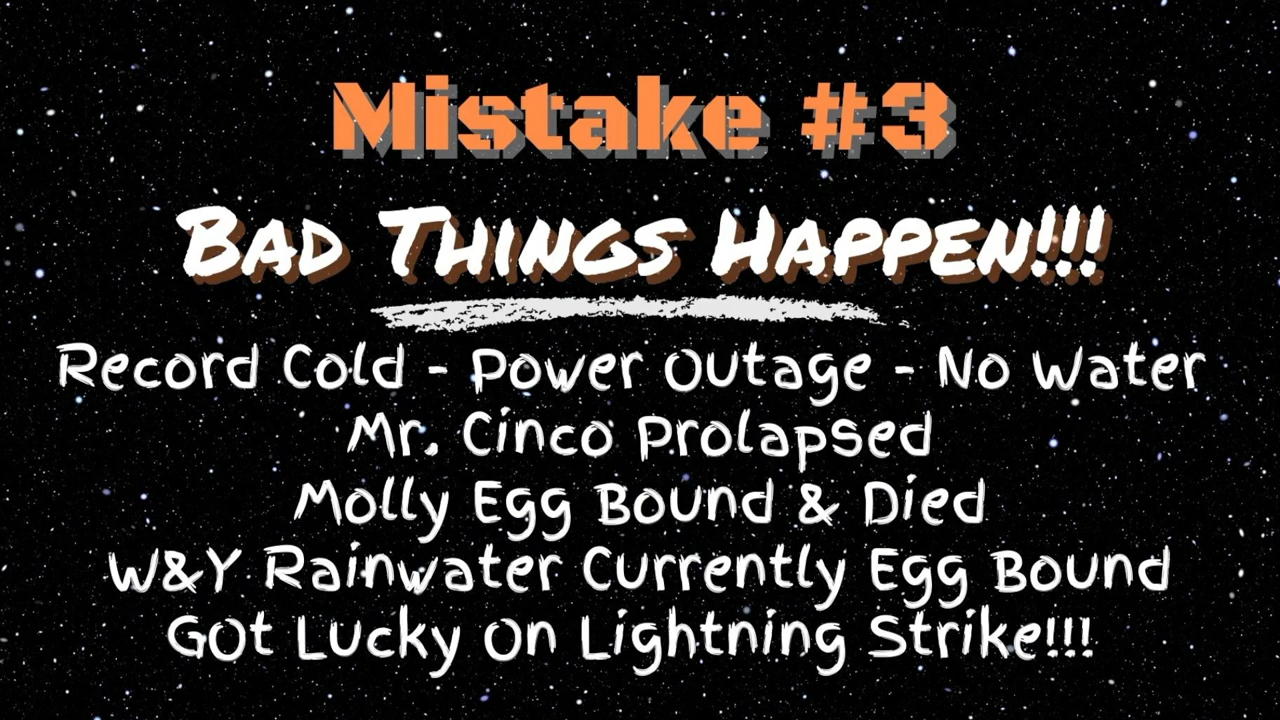 Mistake #3
Bad Things Happen!!!
Record Cold - Power Outage - No Water
Mr. Cinco Prolapsed
Molly Egg Bound & Died
W&Y Rainwater Currently Egg Bound
Got Lucky On Lightning Strike!!!